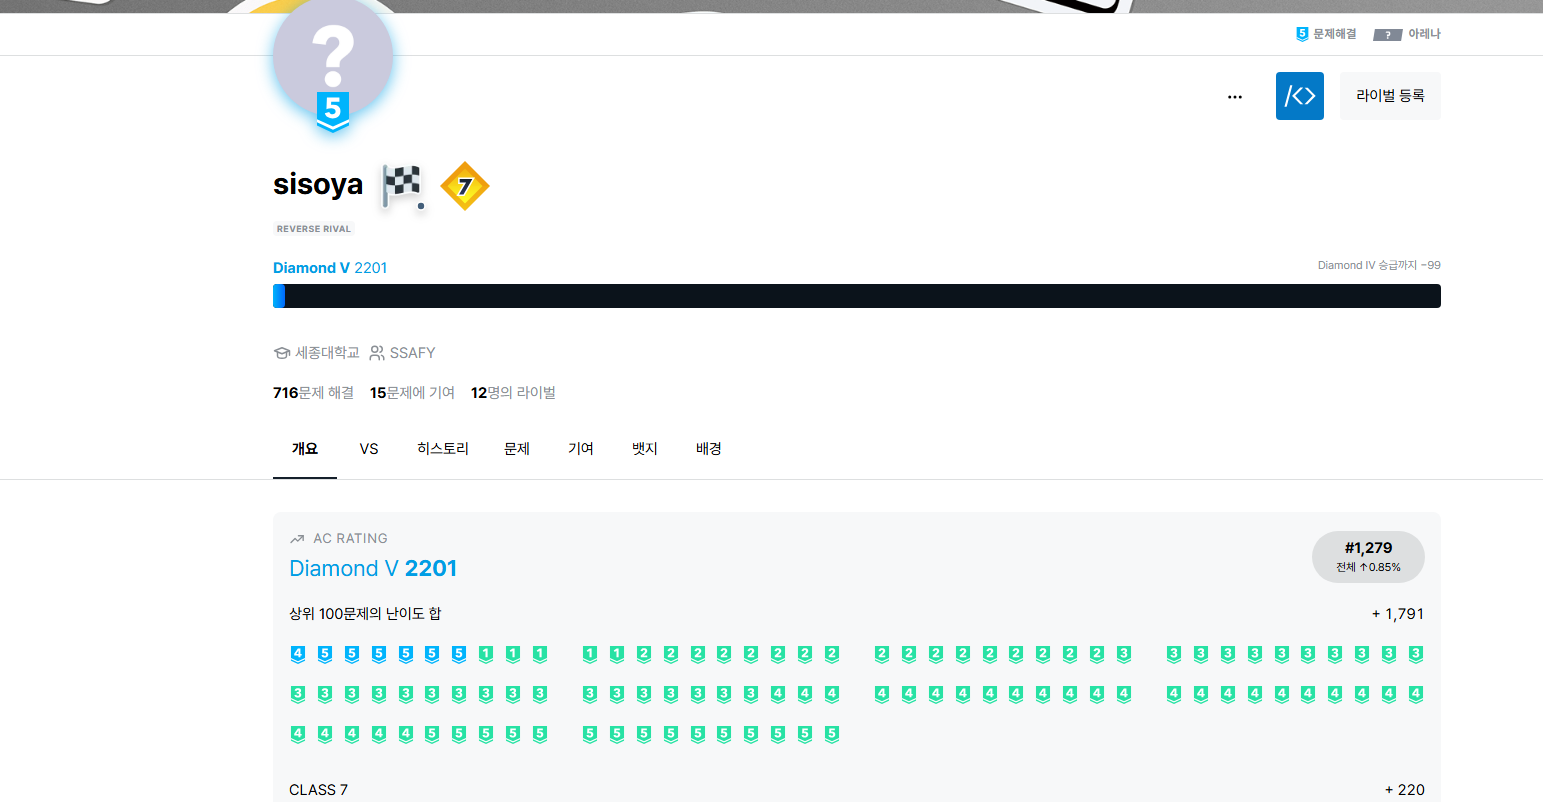 5 문제해결 ? 아레나
?
5
... /<> 라이벌 등록
sisoya 7
REVERSE RIVAL
Diamond V 2201 Diamond IV 승급까지 −99
세종대학교 SSAFY
716문제 해결 15문제에 기여 12명의 라이벌
개요 VS 히스토리 문제 기여 뱃지 배경
AC RATING
Diamond V 2201
#1,279
전체 ↑0.85%
상위 100문제의 난이도 합 + 1,791
4 5 5 5 5 5 5 1 1 1 1 1 2 2 2 2 2 2 2 2 2 2 2 2 2 2 2 2 2 3 3 3 3 3 3 3 3 3 3 3
3 3 3 3 3 3 3 3 3 3 3 3 3 3 3 3 3 4 4 4 4 4 4 4 4 4 4 4 4 4 4 4 4 4 4 4 4 4 4 4
4 4 4 4 4 5 5 5 5 5 5 5 5 5 5 5 5 5 5 5
CLASS 7 + 220